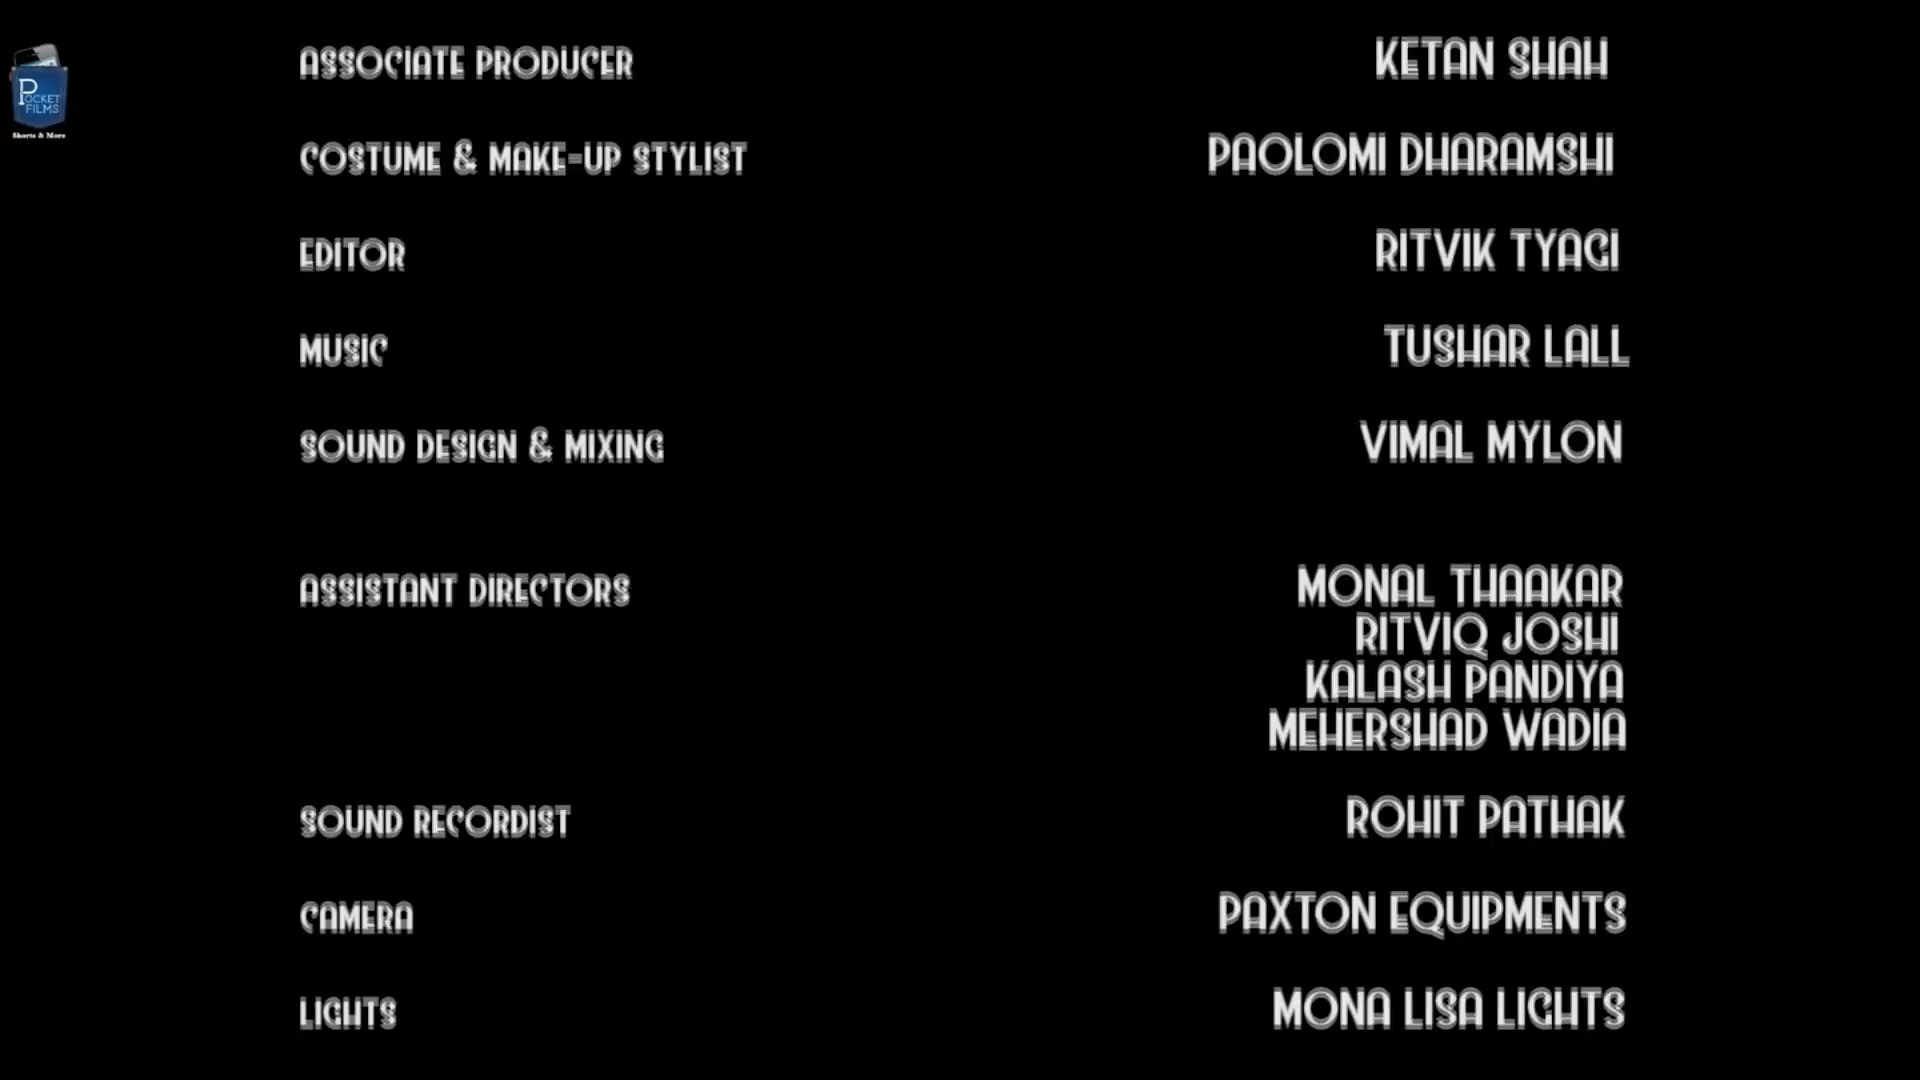 POCKET FILMS
Shorts & More
ASSOCIATE PRODUCER KETAN SHAH
COSTUME & MAKE-UP STYLIST PAOLOMI DHARAMSHI
EDITOR RITVIK TYAGI
MUSIC TUSHAR LALL
SOUND DESIGN & MIXING VIMAL MYLON
ASSISTANT DIRECTORS MONAL THAAKAR
RITVIQ JOSHI
KALASH PANDIYA
MEHERSHAD WADIA
SOUND RECORDIST ROHIT PATHAK
CAMERA PAXTON EQUIPMENTS
LIGHTS MONA LISA LIGHTS